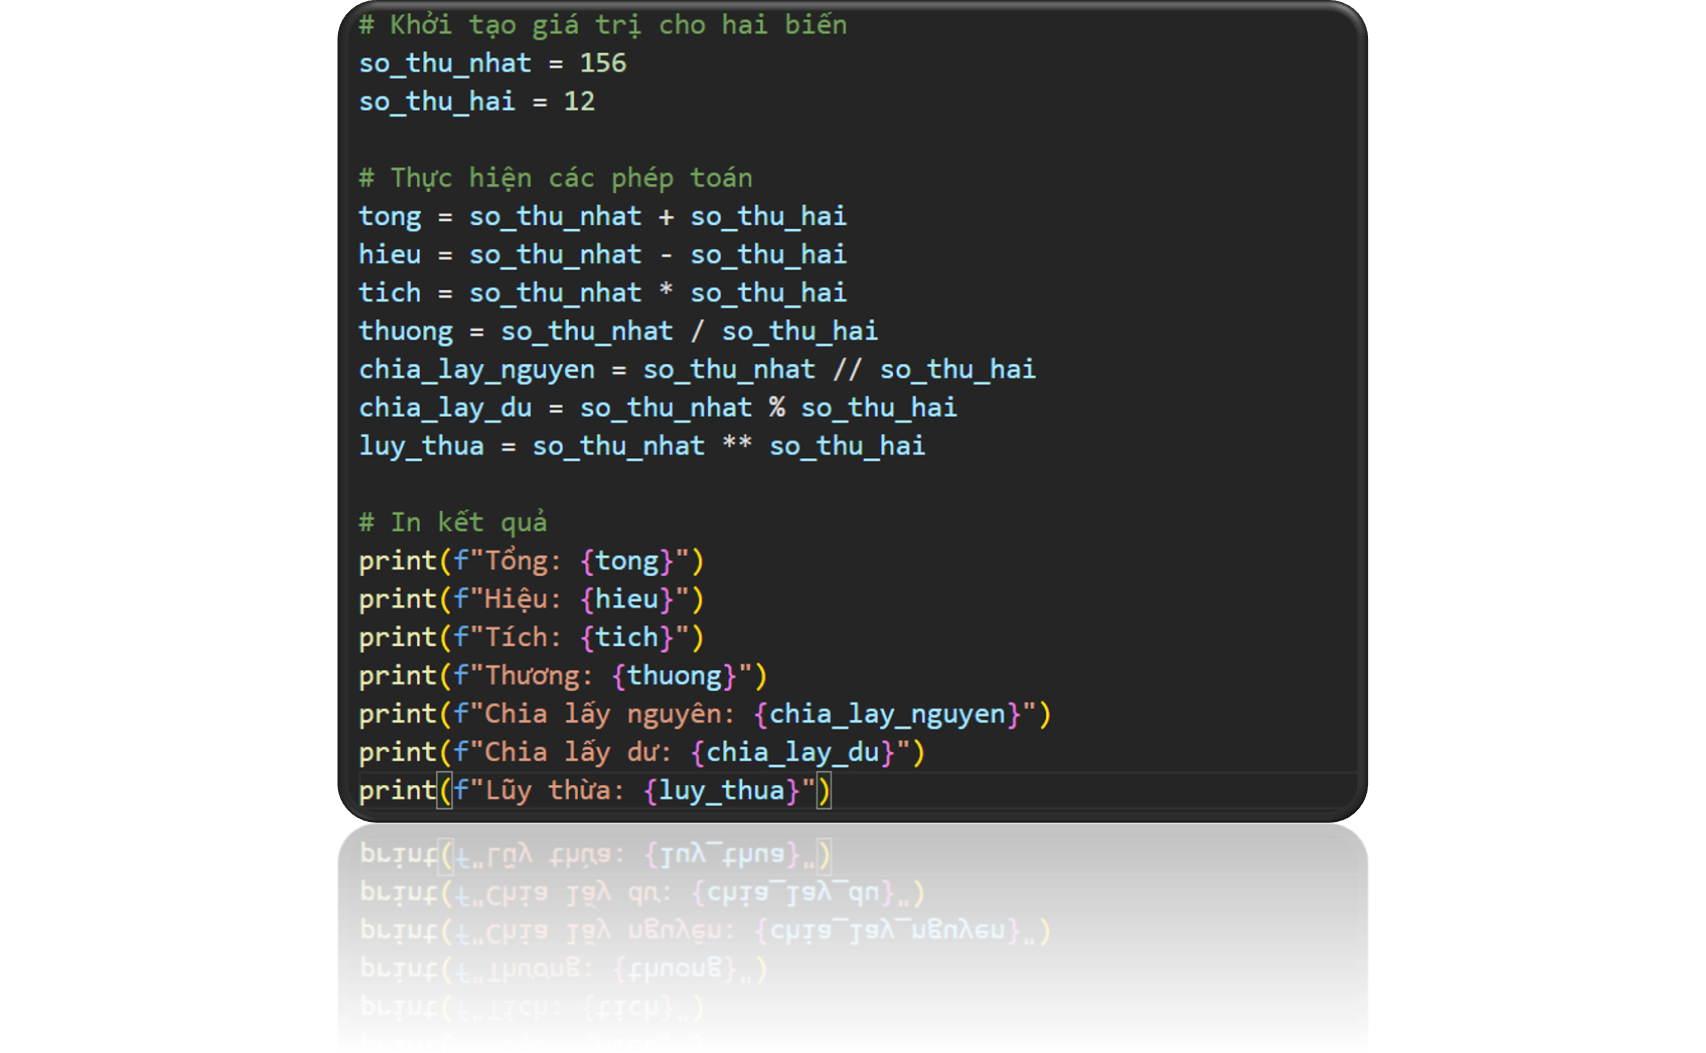 # Khởi tạo giá trị cho hai biến
so_thu_nhat = 156
so_thu_hai = 12
# Thực hiện các phép toán
tong = so_thu_nhat + so_thu_hai
hieu = so_thu_nhat - so_thu_hai
tich = so_thu_nhat * so_thu_hai
thuong = so_thu_nhat / so_thu_hai
chia_lay_nguyen = so_thu_nhat // so_thu_hai
chia_lay_du = so_thu_nhat % so_thu_hai
luy_thua = so_thu_nhat ** so_thu_hai
# In kết quả
print(f"Tổng: {tong}")
print(f"Hiệu: {hieu}")
print(f"Tích: {tich}")
print(f"Thương: {thuong}")
print(f"Chia lấy nguyên: {chia_lay_nguyen}")
print(f"Chia lấy dư: {chia_lay_du}")
print(f"Lũy thừa: {luy_thua}")